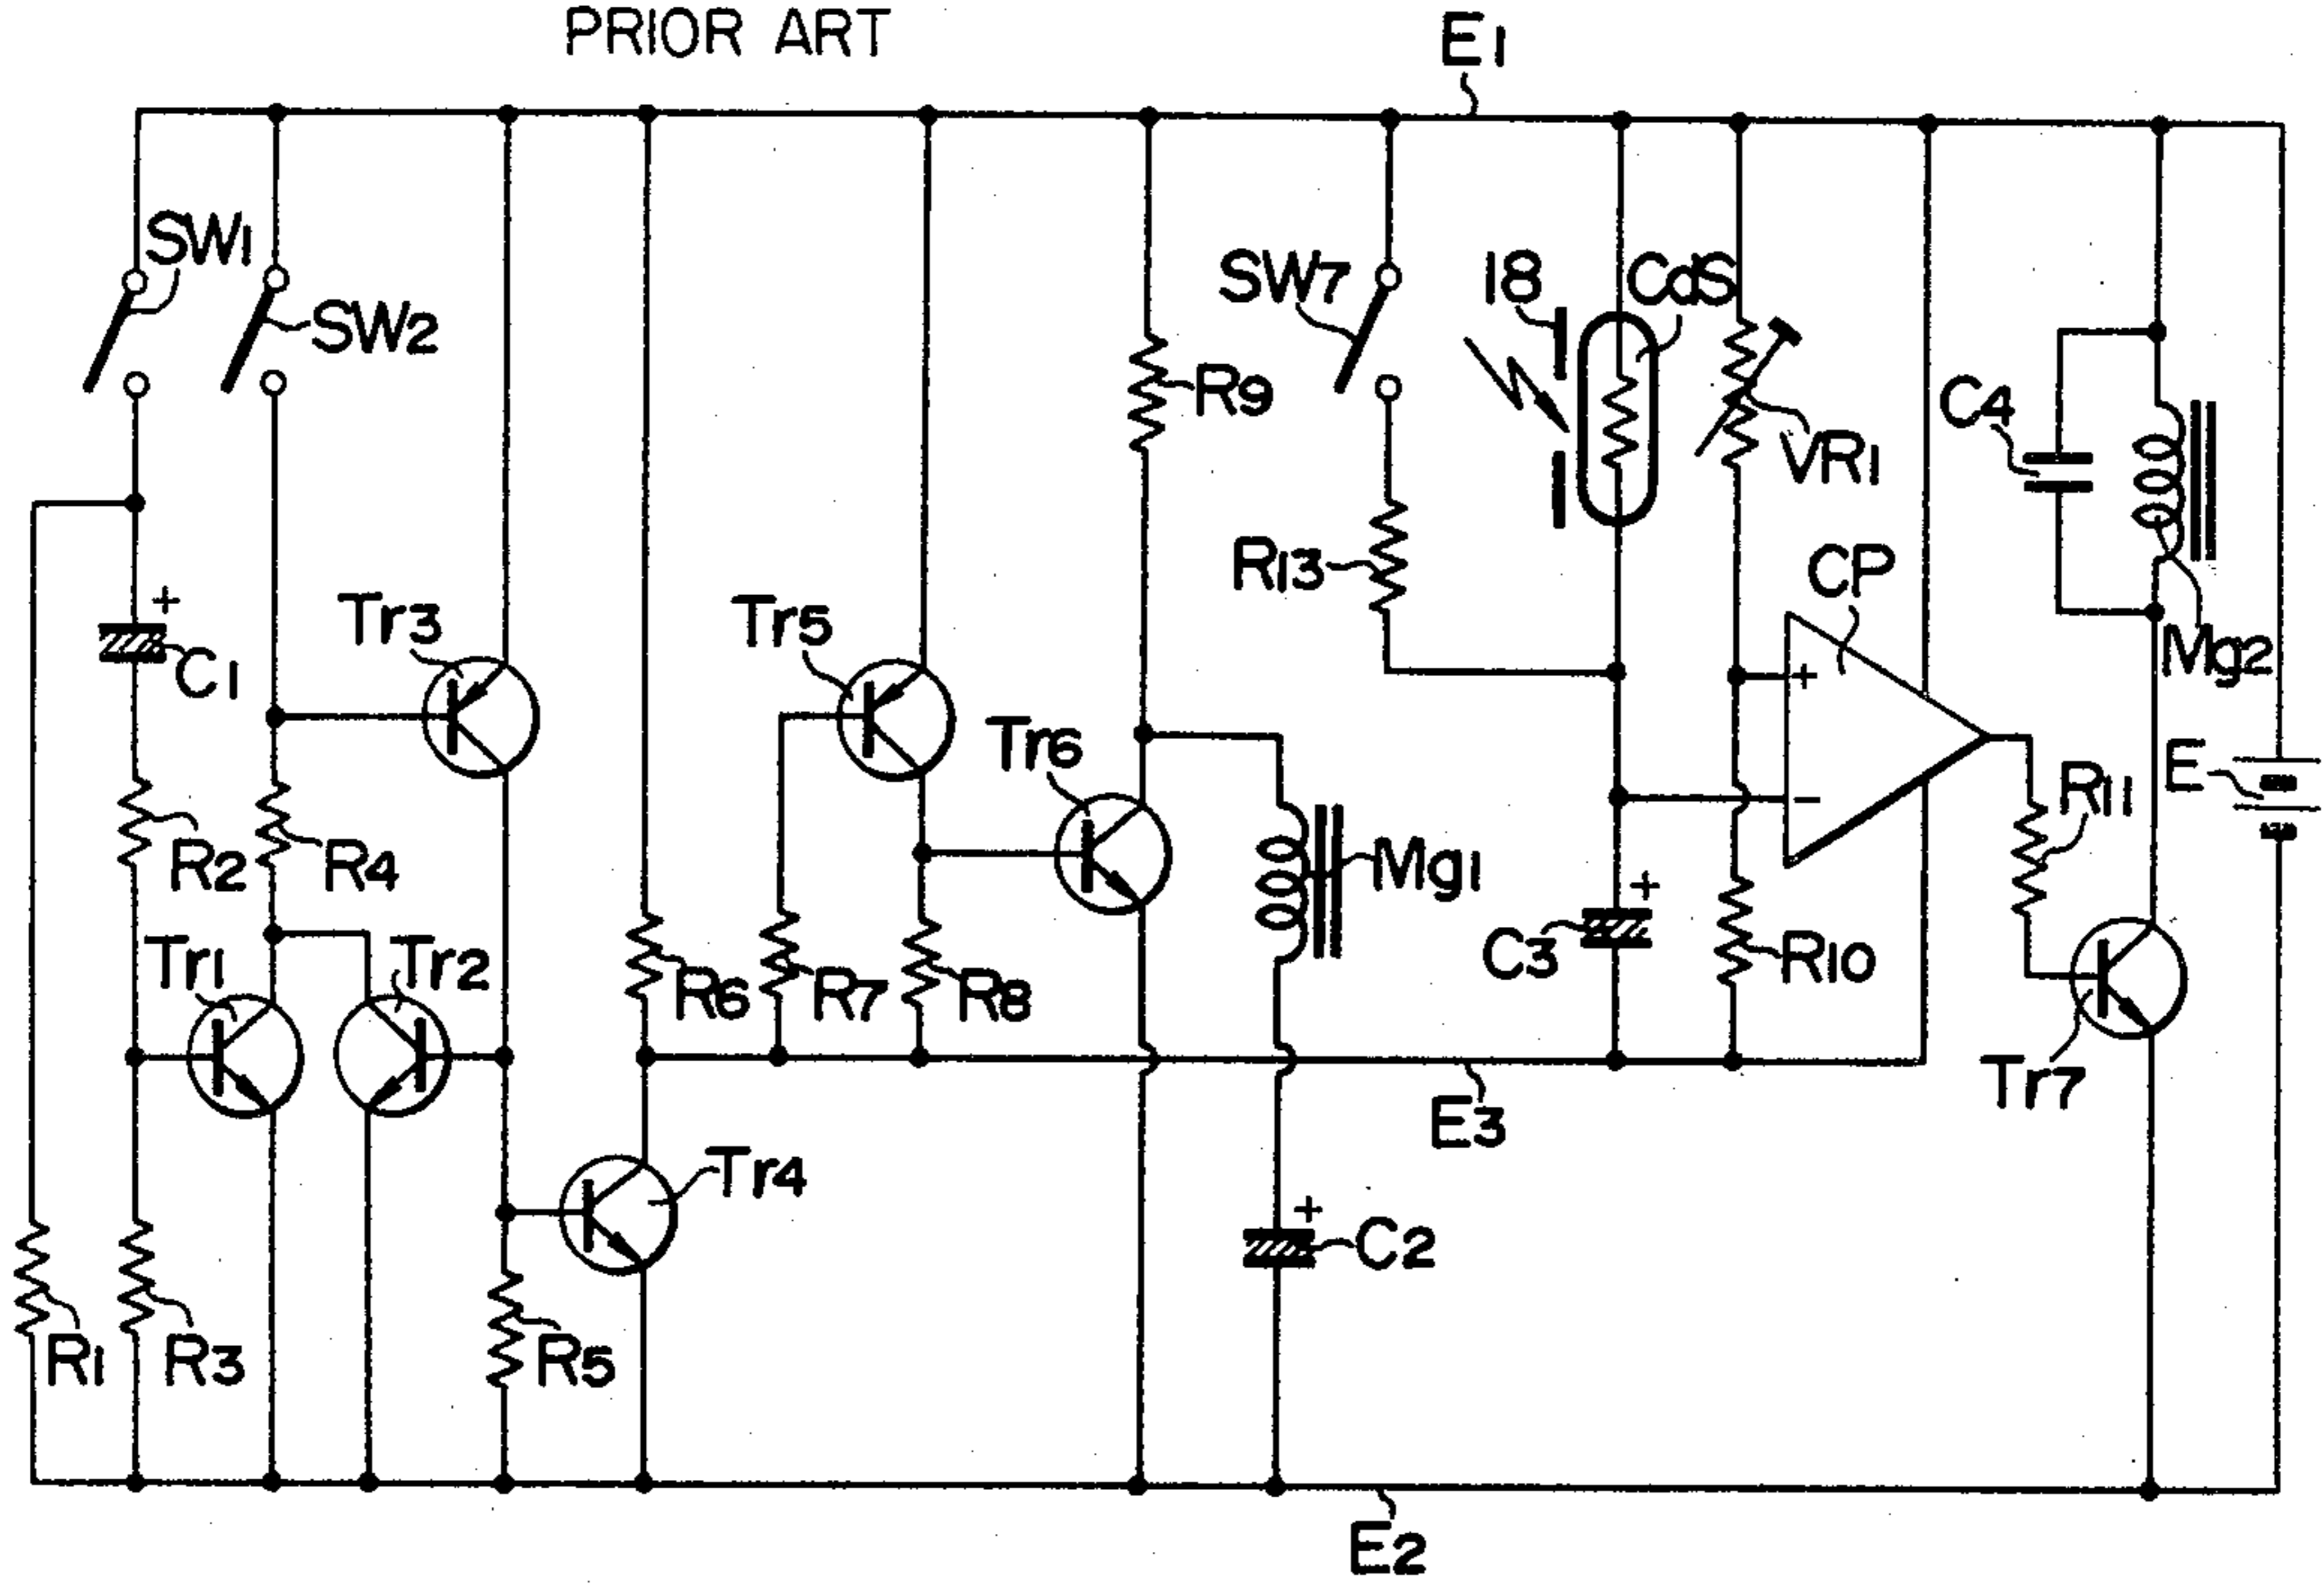 PRIOR ART
E1
SW1
SW2
SW7
18
CdS
R9
C4
VR1
R13
CP
+
C1
Tr3
Tr5
Tr6
+
Mg2
E
R11
−
R2
R4
Mg1
+
C3
R10
Tr1
Tr2
R6
R7
R8
Tr7
E3
Tr4
+
C2
R1
R3
R5
E2